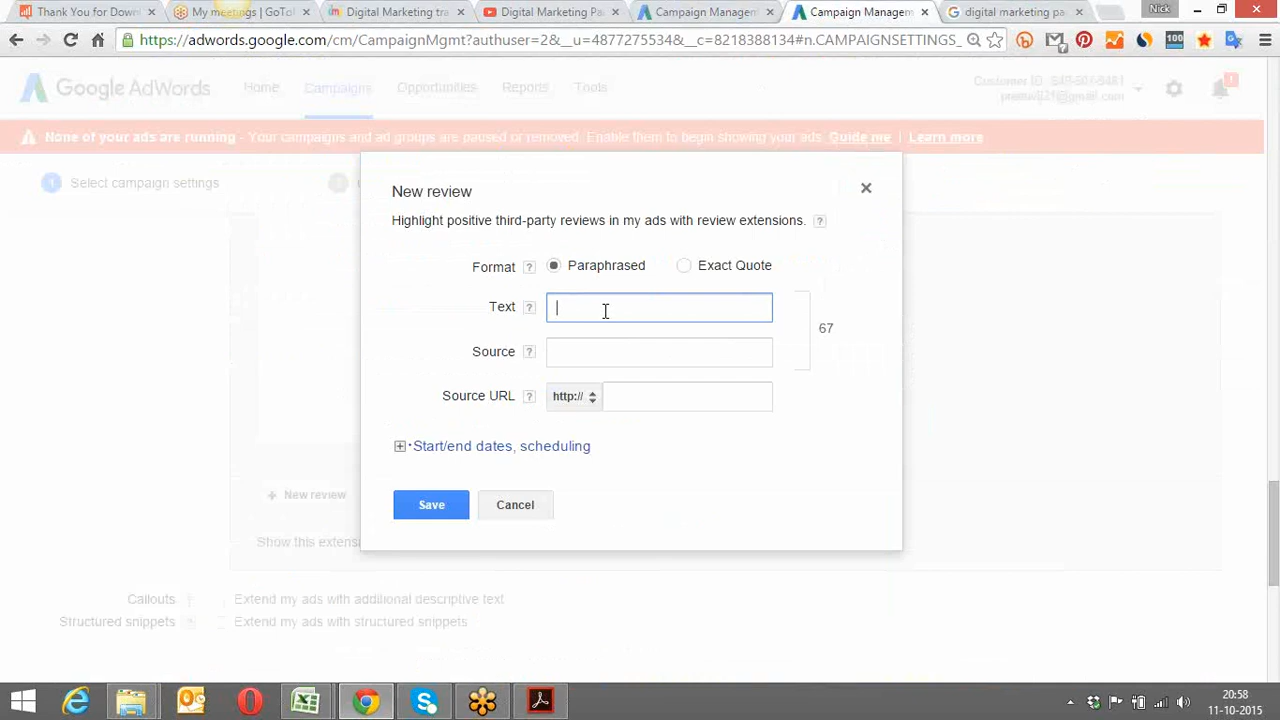 Thank You for Down
My meetings | GoTo
Digital Marketing tra
Digital Marketing Pa
Campaign Managem
Campaign Managem
digital marketing pa
Nick
https://adwords.google.com/cm/CampaignMgmt?authuser=2&__u=4877275534&__c=8218388134#n.CAMPAIGNSETTINGS_
Google AdWords
Home
Campaigns
Opportunities
Reports
Tools
Customer ID:
None of your ads are running - Your campaigns and ad groups are paused or removed. Enable them to begin showing your ads. Guide me | Learn more
1 Select campaign settings
2
New review
Highlight positive third-party reviews in my ads with review extensions. ?
Format ? Paraphrased Exact Quote
Text ?
67
Source ?
Source URL ? http://
Start/end dates, scheduling
Save Cancel
+ New review
Show this extens
Callouts ? Extend my ads with additional descriptive text
Structured snippets ? Extend my ads with structured snippets
20:58
11-10-2015